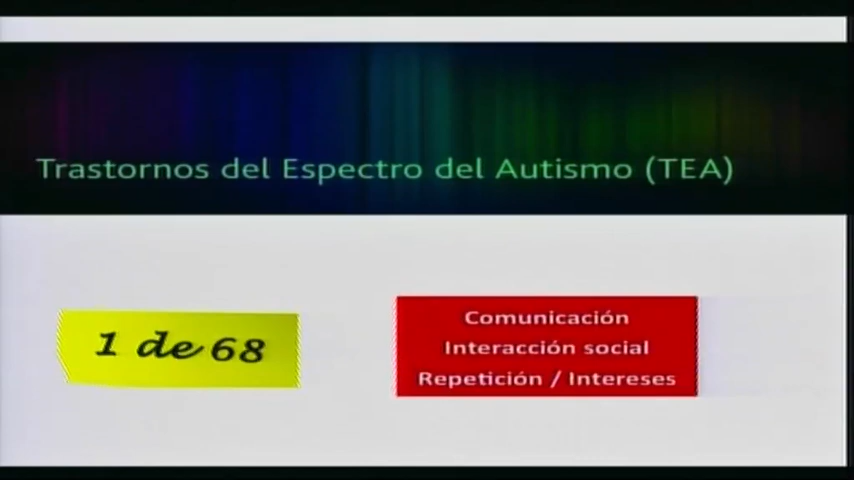 Trastornos del Espectro del Autismo (TEA)
1 de 68
Comunicación
Interacción social
Repetición / Intereses